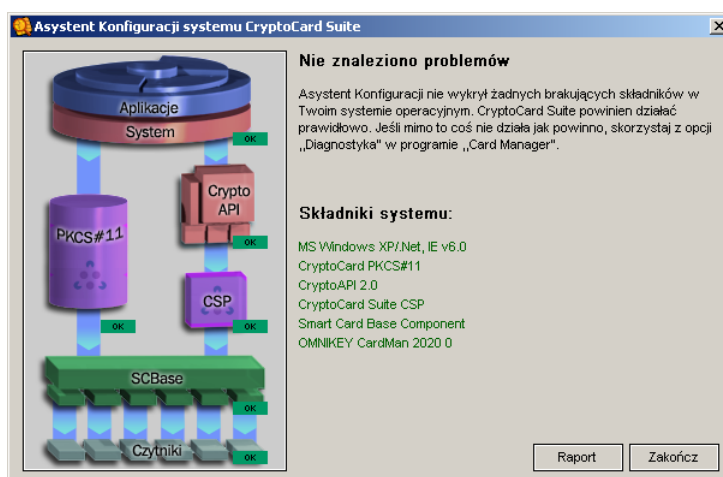 Asystent Konfiguracji systemu CryptoCard Suite
Aplikacje
System
OK
Crypto
API
OK
PKCS#11
OK
CSP
OK
SCBase
OK
Czytniki
OK
Nie znaleziono problemów
Asystent Konfiguracji nie wykrył żadnych brakujących składników w
Twoim systemie operacyjnym. CryptoCard Suite powinien działać
prawidłowo. Jeśli mimo to coś nie działa jak powinno, skorzystaj z opcji
,,Diagnostyka" w programie ,,Card Manager".
Składniki systemu:
MS Windows XP/.Net, IE v6.0
CryptoCard PKCS#11
CryptoAPI 2.0
CryptoCard Suite CSP
Smart Card Base Component
OMNIKEY CardMan 2020 0
Raport
Zakończ